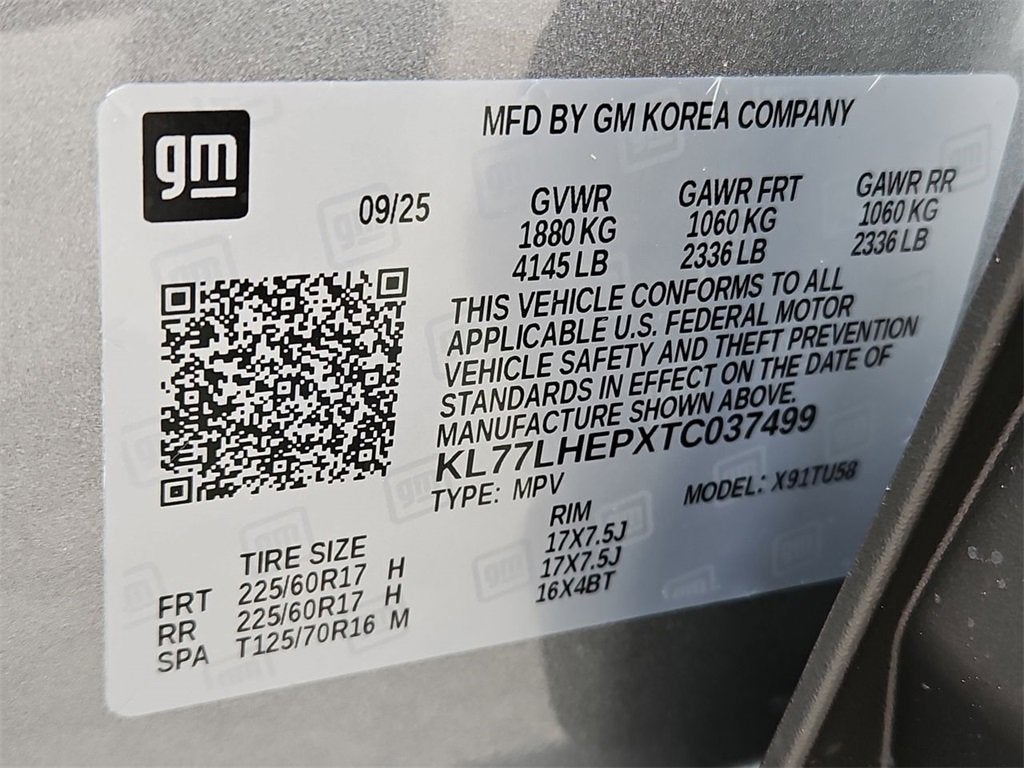 gm
MFD BY GM KOREA COMPANY
09/25
GVWR GAWR FRT GAWR RR
1880 KG 1060 KG 1060 KG
4145 LB 2336 LB 2336 LB
THIS VEHICLE CONFORMS TO ALL
APPLICABLE U.S. FEDERAL MOTOR
VEHICLE SAFETY AND THEFT PREVENTION
STANDARDS IN EFFECT ON THE DATE OF
MANUFACTURE SHOWN ABOVE.
KL77LHEPXTC037499
TYPE: MPV MODEL: X91TU58
TIRE SIZE RIM
FRT 225/60R17 H 17X7.5J
RR 225/60R17 H 17X7.5J
SPA T125/70R16 M 16X4BT